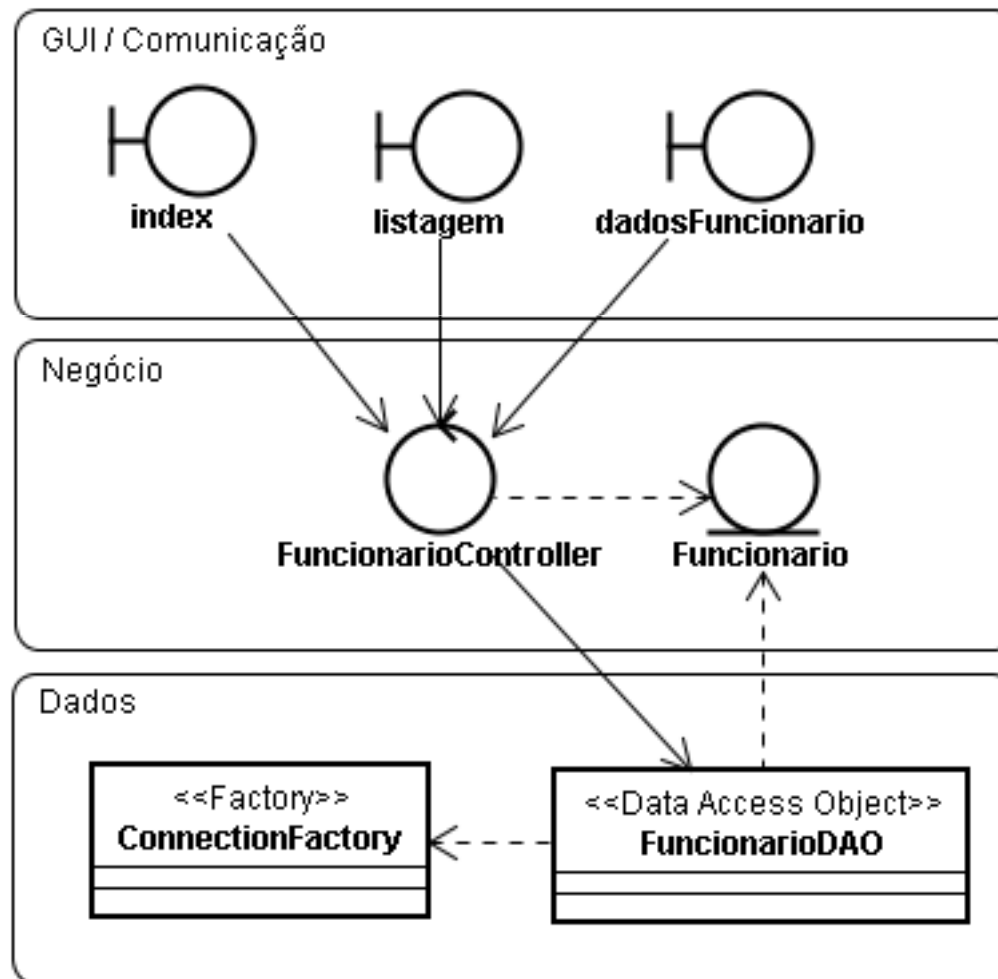 GUI / Comunicação
index
listagem
dadosFuncionario
Negócio
FuncionarioController
Funcionario
Dados
<<Factory>>
ConnectionFactory
<<Data Access Object>>
FuncionarioDAO